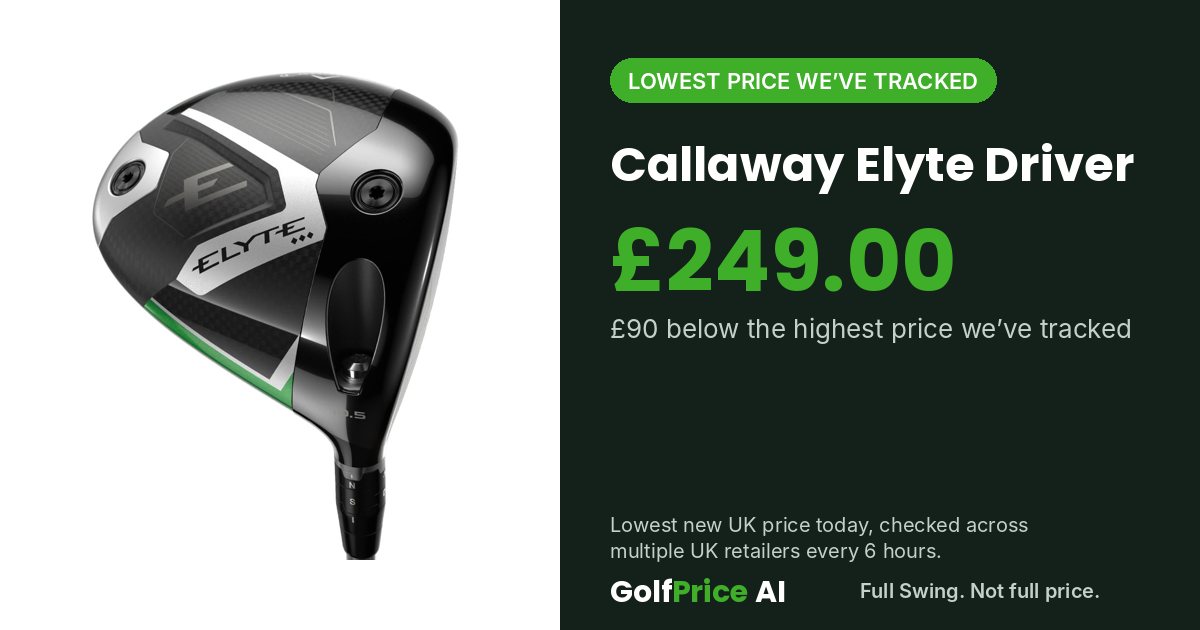 ELYTE
.5
N
S
LOWEST PRICE WE’VE TRACKED
Callaway Elyte Driver
£249.00
£90 below the highest price we’ve tracked
Lowest new UK price today, checked across
multiple UK retailers every 6 hours.
GolfPrice AI
Full Swing. Not full price.